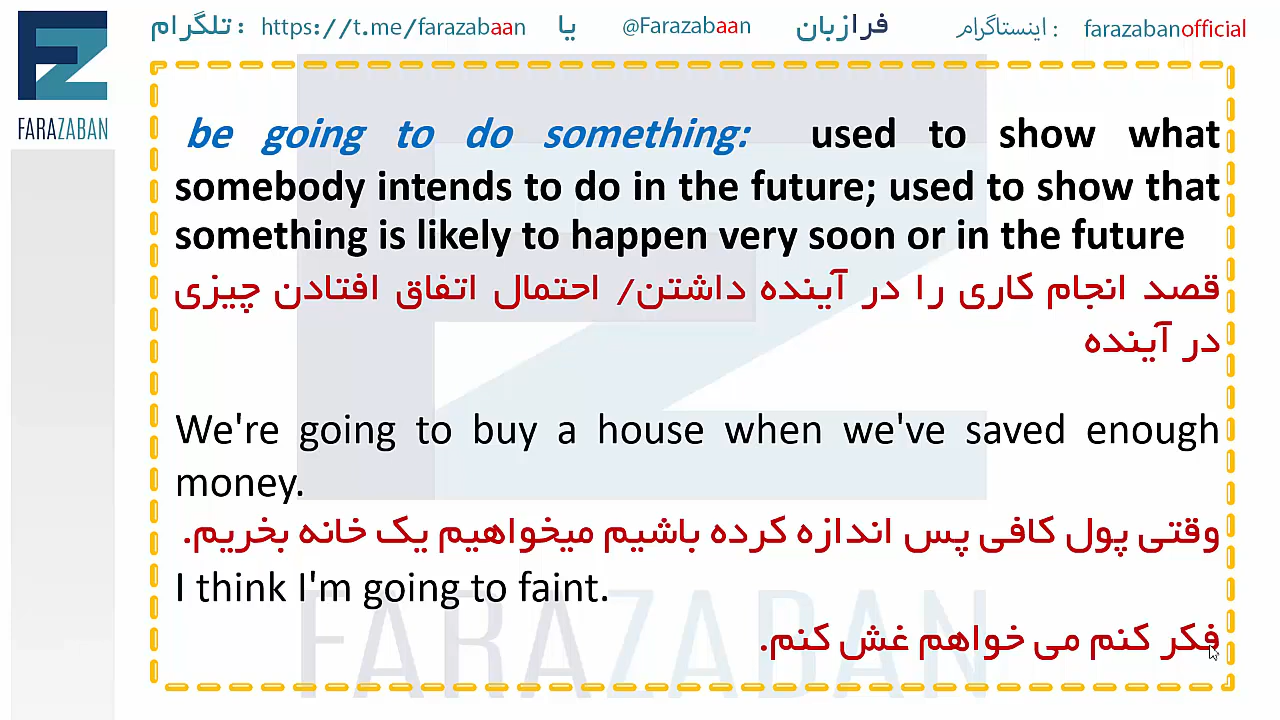 تلگرام : https://t.me/farazabaan یا @Farazabaan فرازبان اینستاگرام : farazabanofficial
FARAZABAN
be going to do something: used to show what
somebody intends to do in the future; used to show that
something is likely to happen very soon or in the future
قصد انجام کاری را در آینده داشتن/ احتمال اتفاق افتادن چیزی
در آینده
We're going to buy a house when we've saved enough
money.
وقتی پول کافی پس اندازه کرده باشیم میخواهیم یک خانه بخریم.
I think I'm going to faint.
فکر کنم می خواهم غش کنم.
FARAZABAN